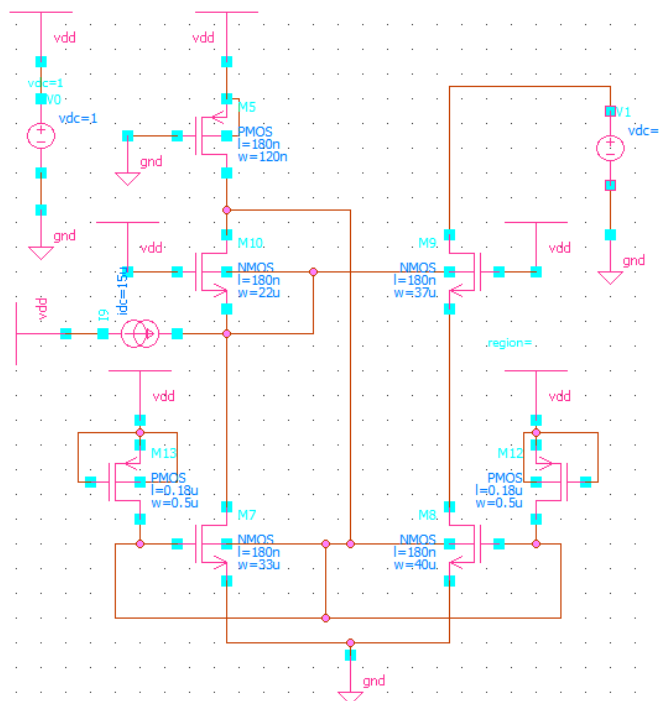 vdd
vdd
vdc=1
V0
vdc=1
M5
PMOS
l=180n
w=120n
gnd
V1
vdc=
gnd
vdd
M10
NMOS
l=180n
w=22u
M9
NMOS
l=180n
w=37u
vdd
gnd
vdd
I9
idc=15u
region=
vdd
M13
PMOS
l=0.18u
w=0.5u
vdd
M12
PMOS
l=0.18u
w=0.5u
M7
NMOS
l=180n
w=33u
M8
NMOS
l=180n
w=40u
gnd